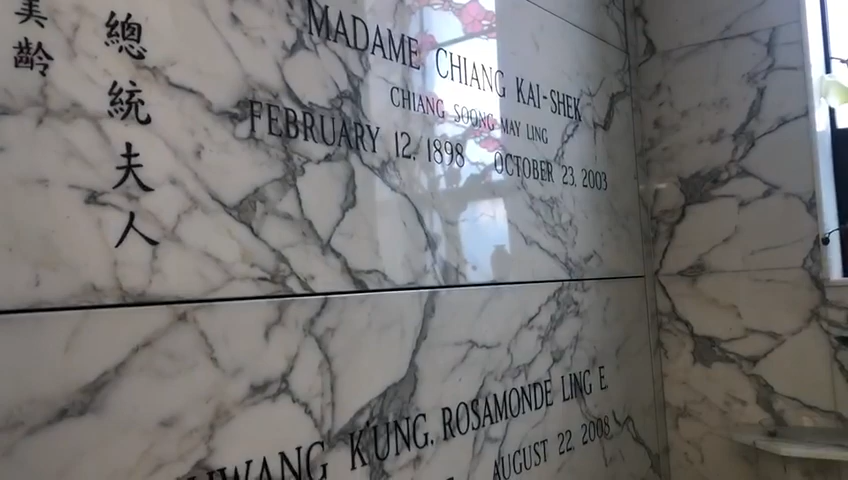 美齡
總統夫人
MADAME CHIANG KAI-SHEK
CHIANG SOONG MAY LING
FEBRUARY 12, 1898 OCTOBER 23, 2003
K'UNG, ROSAMONDE LING E.
AUGUST 22, 2008